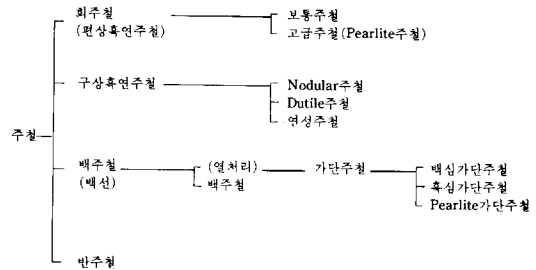 회주철
(편상흑연주철)
보통주철
고급주철(Pearlite주철)
구상흑연주철
Nodular주철
Dutile주철
연성주철
주철
백주철
(백선)
(열처리)
백주철
가단주철
백심가단주철
흑심가단주철
Pearlite가단주철
반주철